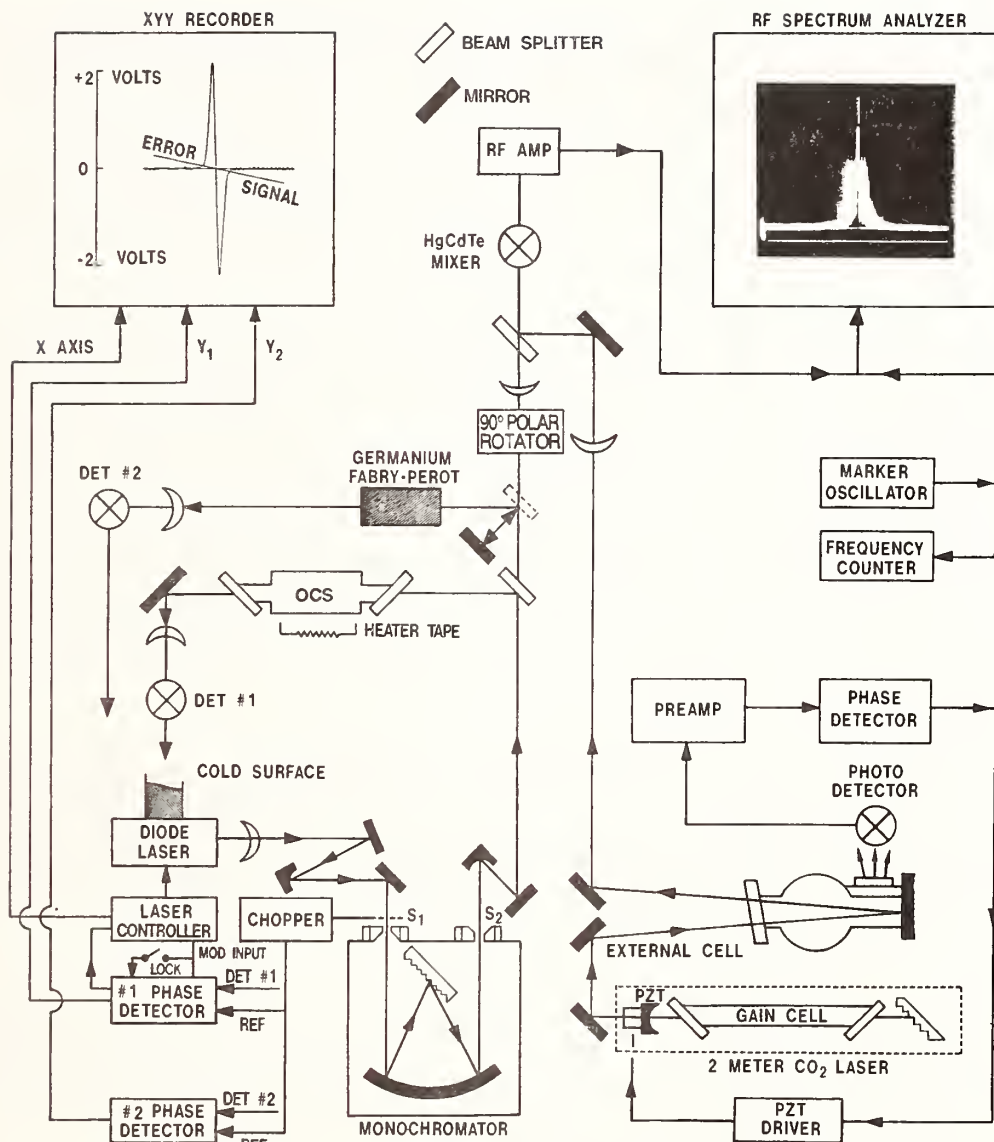 XYY RECORDER
+2 VOLTS
ERROR
0
SIGNAL
-2 VOLTS
BEAM SPLITTER
MIRROR
RF SPECTRUM ANALYZER
RF AMP
HgCdTe
MIXER
X AXIS
Y1
Y2
90° POLAR
ROTATOR
GERMANIUM
FABRY-PEROT
DET #2
MARKER
OSCILLATOR
FREQUENCY
COUNTER
OCS
HEATER TAPE
DET #1
PREAMP
PHASE
DETECTOR
PHOTO
DETECTOR
COLD SURFACE
DIODE
LASER
LASER
CONTROLLER
CHOPPER
S1
S2
MOD INPUT
LOCK
DET #1
#1 PHASE
DETECTOR
REF
EXTERNAL CELL
PZT
GAIN CELL
2 METER CO2 LASER
DET #2
#2 PHASE
DETECTOR
REF
MONOCHROMATOR
PZT
DRIVER